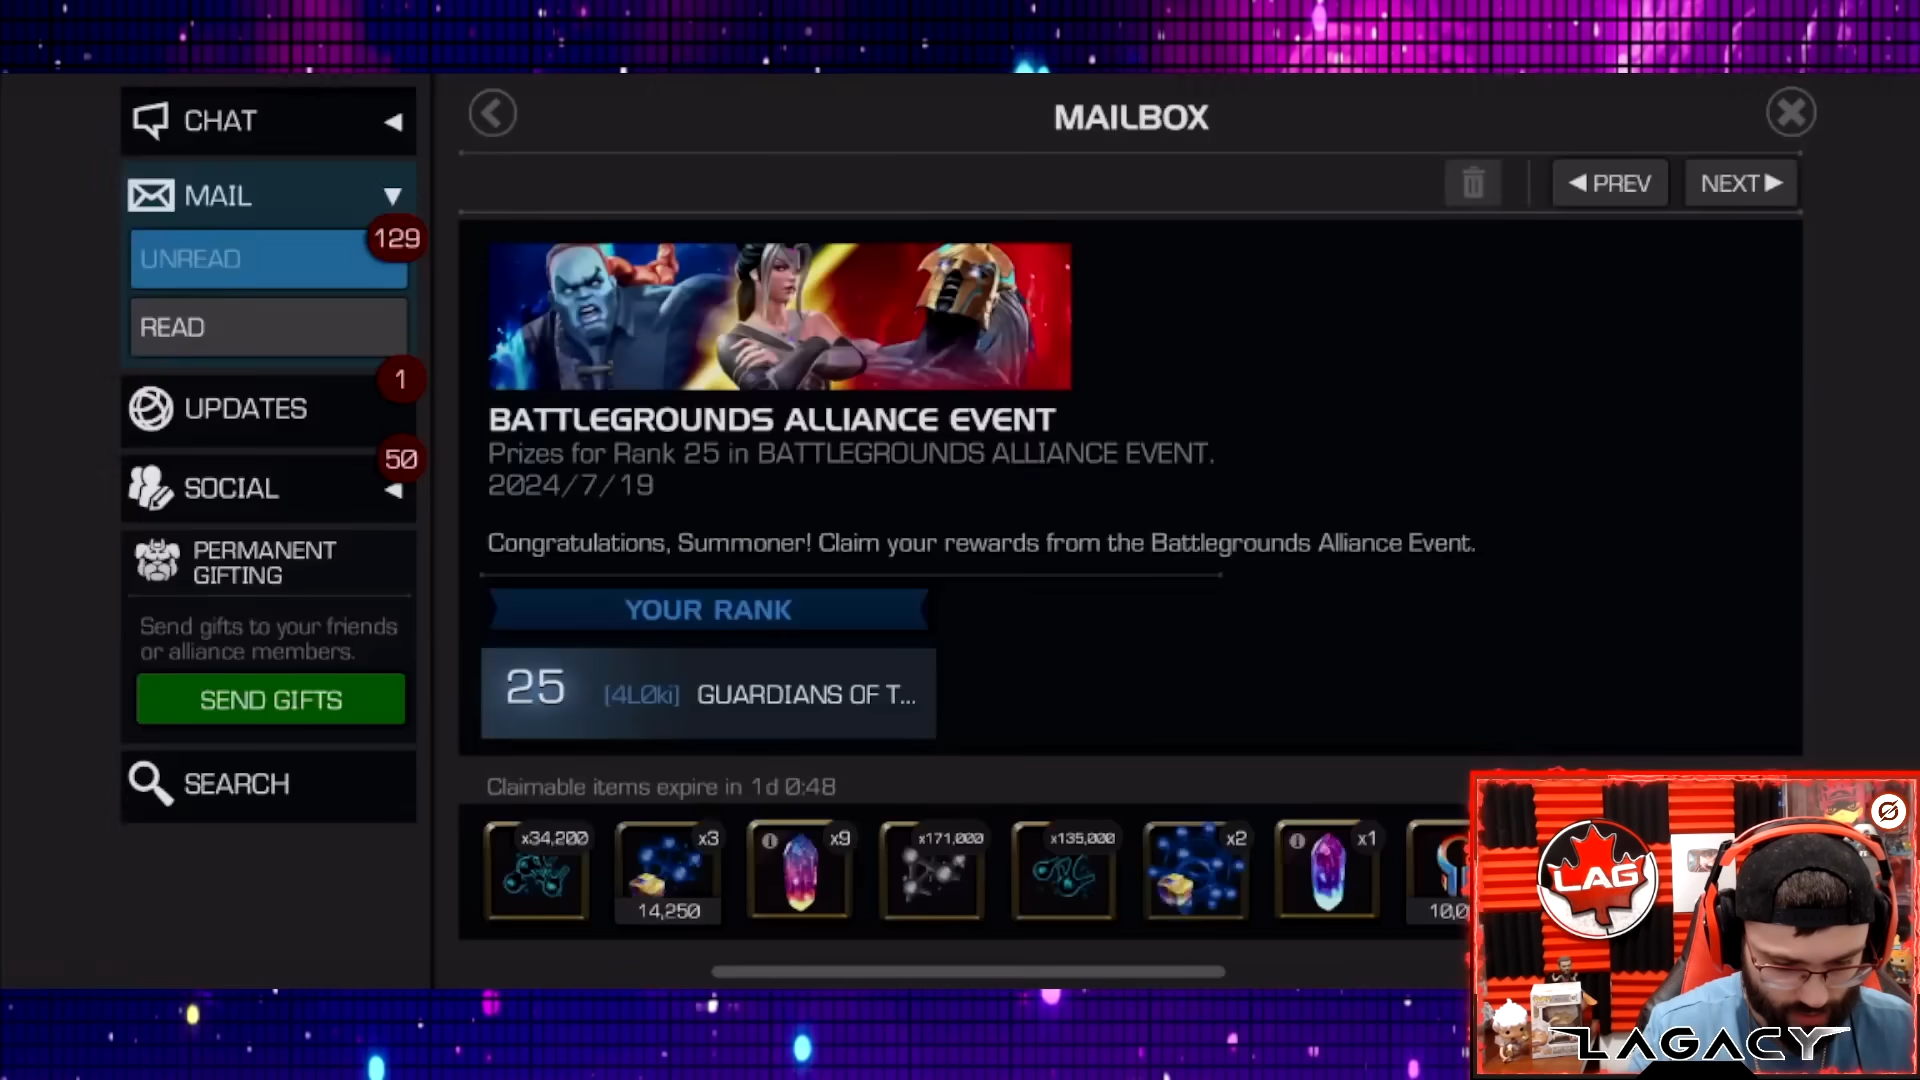 CHAT
MAIL
129
UNREAD
READ
1
UPDATES
50
SOCIAL
PERMANENT
GIFTING
Send gifts to your friends
or alliance members.
SEND GIFTS
SEARCH
MAILBOX
PREV
NEXT
BATTLEGROUNDS ALLIANCE EVENT
Prizes for Rank 25 in BATTLEGROUNDS ALLIANCE EVENT.
2024/7/19
Congratulations, Summoner! Claim your rewards from the Battlegrounds Alliance Event.
YOUR RANK
25 [4L0ki] GUARDIANS OF T...
Claimable items expire in 1d 0:48
x34,200 x3 x9 x171,000 x135,000 x2 x1
14,250 10,0
LAG
LAGACY